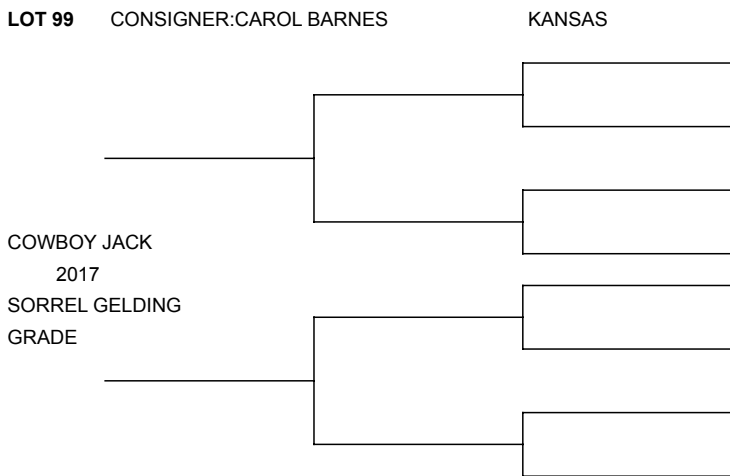 LOT 99 CONSIGNER:CAROL BARNES KANSAS
COWBOY JACK
2017
SORREL GELDING
GRADE